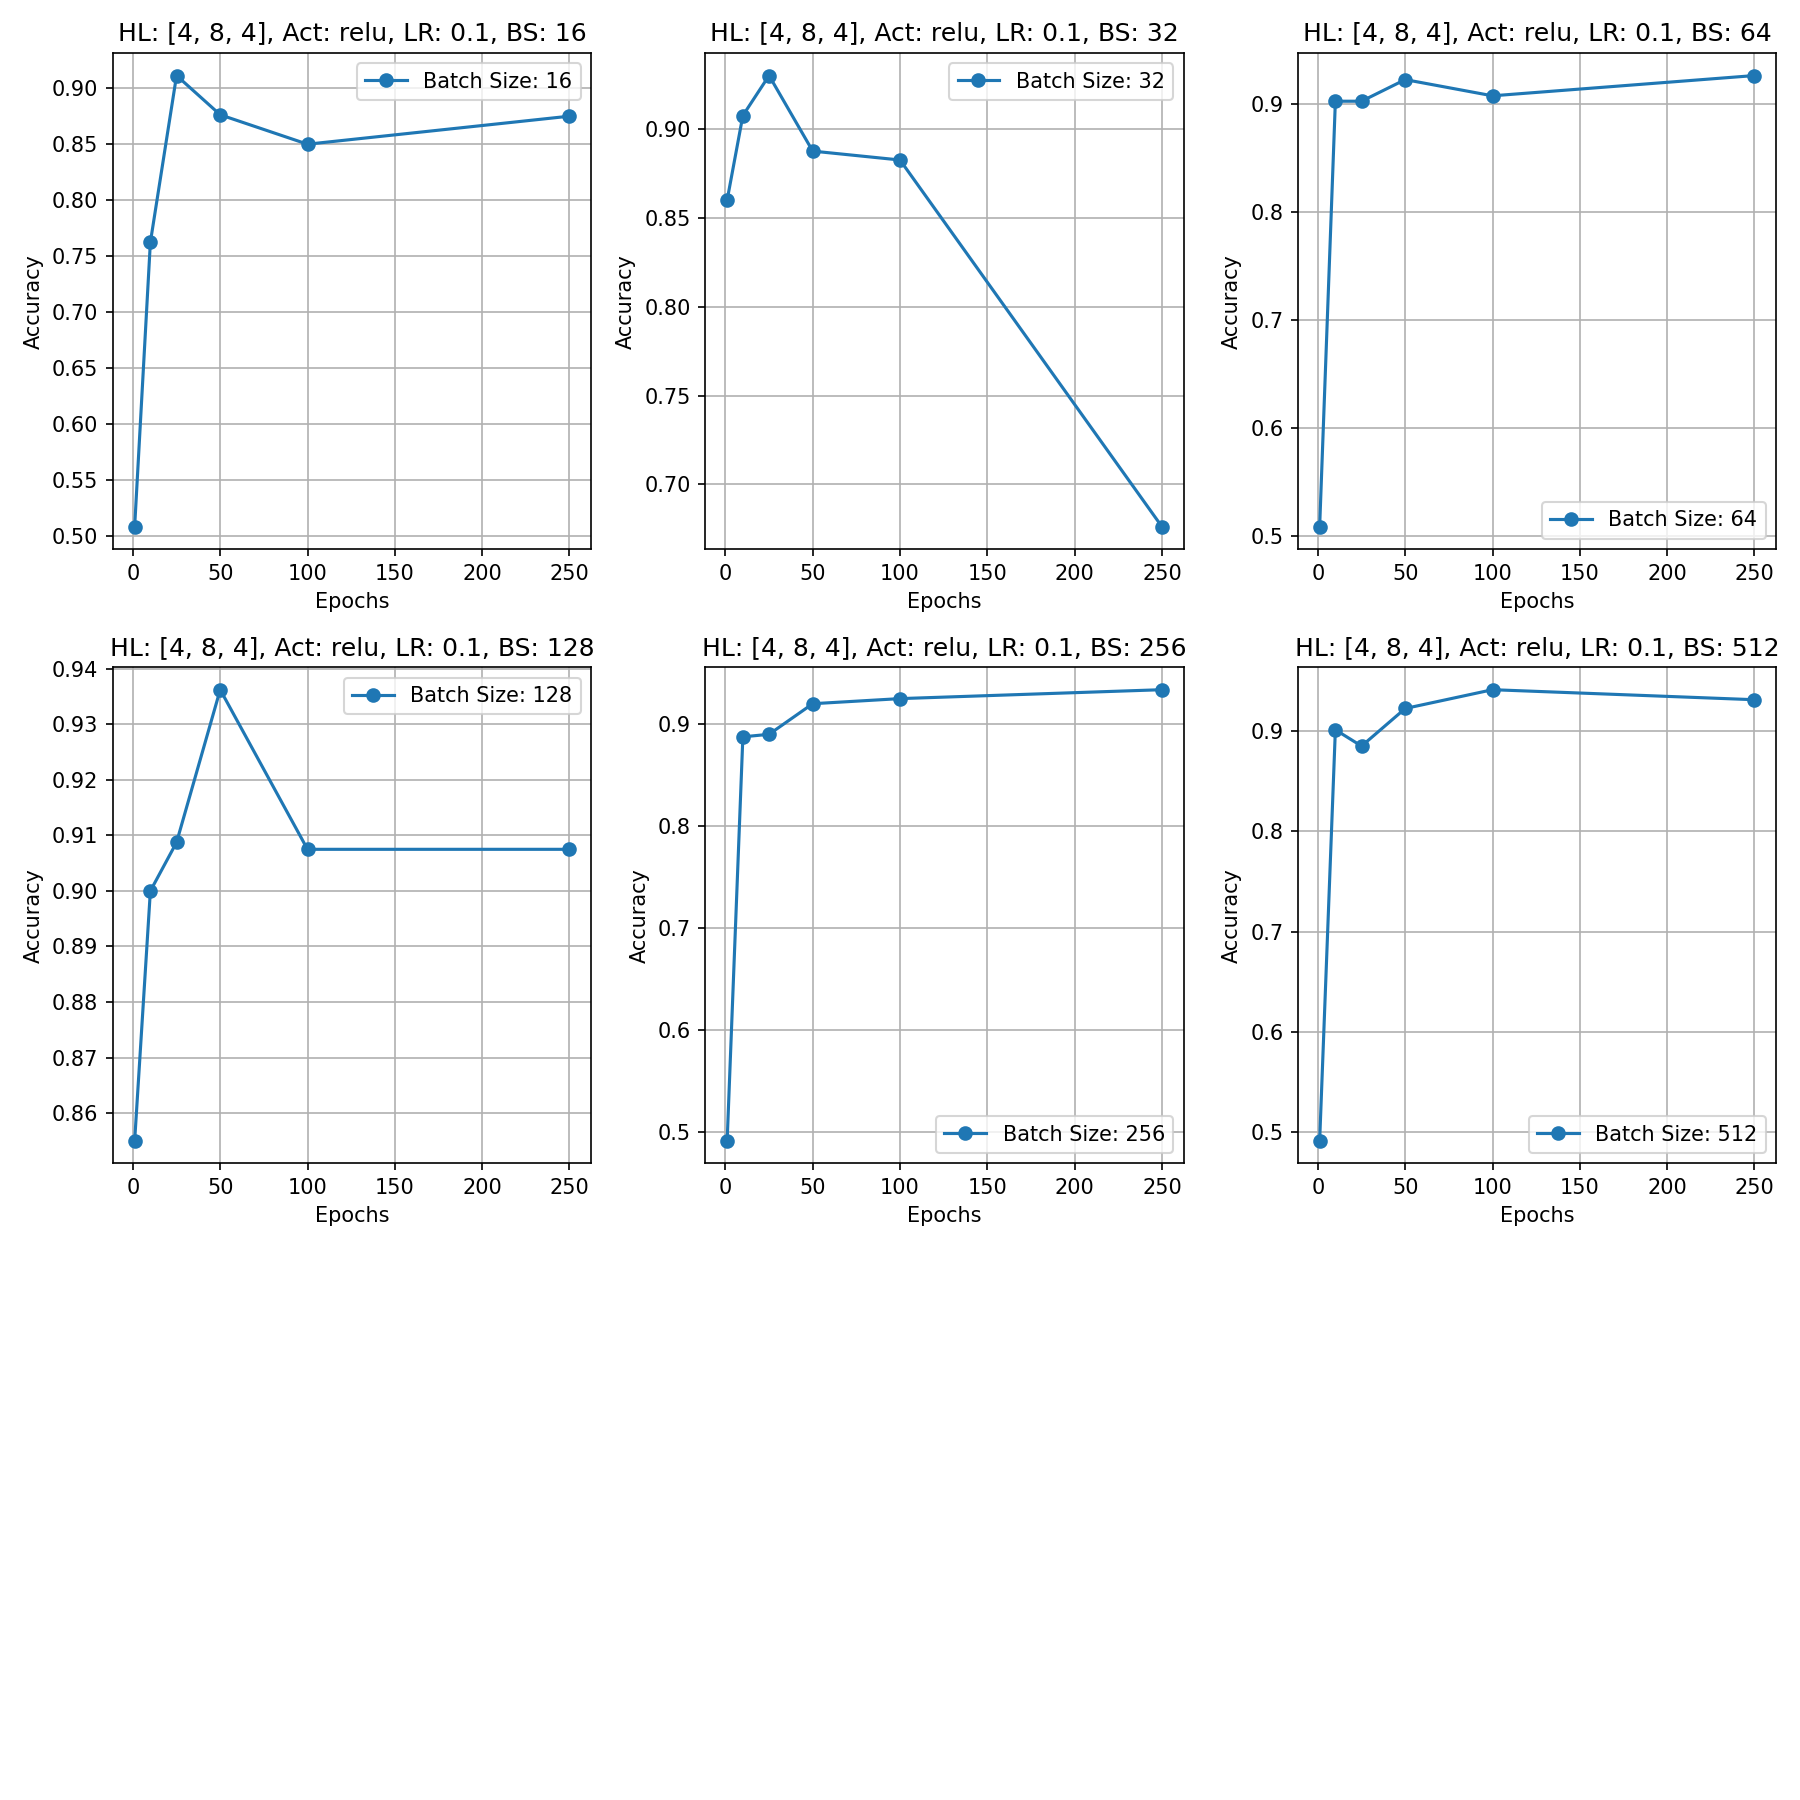 HL: [4, 8, 4], Act: relu, LR: 0.1, BS: 16
Batch Size: 16
Accuracy
0.90
0.85
0.80
0.75
0.70
0.65
0.60
0.55
0.50
0 50 100 150 200 250
Epochs
HL: [4, 8, 4], Act: relu, LR: 0.1, BS: 32
Batch Size: 32
Accuracy
0.90
0.85
0.80
0.75
0.70
0 50 100 150 200 250
Epochs
HL: [4, 8, 4], Act: relu, LR: 0.1, BS: 64
Accuracy
0.9
0.8
0.7
0.6
0.5
Batch Size: 64
0 50 100 150 200 250
Epochs
HL: [4, 8, 4], Act: relu, LR: 0.1, BS: 128
Batch Size: 128
Accuracy
0.94
0.93
0.92
0.91
0.90
0.89
0.88
0.87
0.86
0 50 100 150 200 250
Epochs
HL: [4, 8, 4], Act: relu, LR: 0.1, BS: 256
Accuracy
0.9
0.8
0.7
0.6
0.5
Batch Size: 256
0 50 100 150 200 250
Epochs
HL: [4, 8, 4], Act: relu, LR: 0.1, BS: 512
Accuracy
0.9
0.8
0.7
0.6
0.5
Batch Size: 512
0 50 100 150 200 250
Epochs